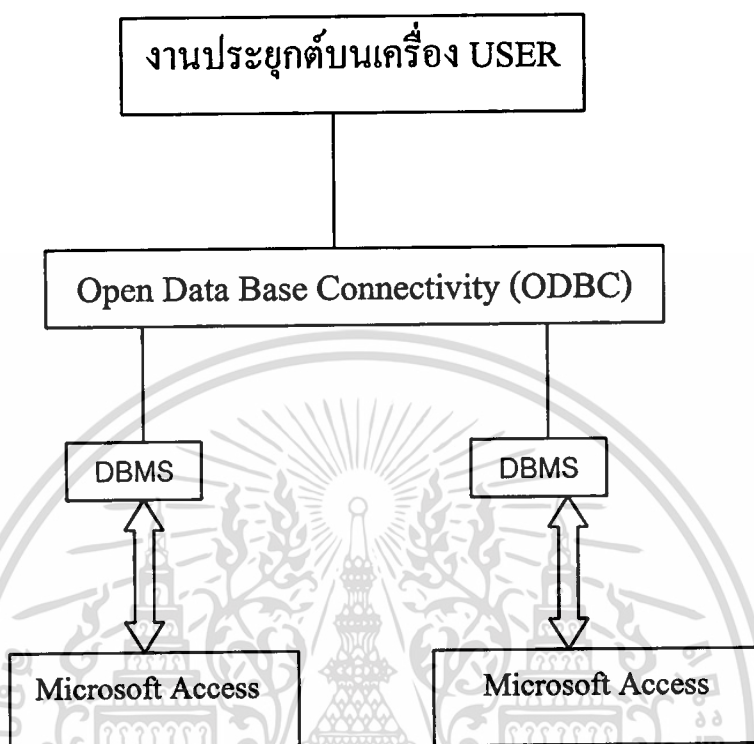 งานประยุกต์บนเครื่อง USER
Open Data Base Connectivity (ODBC)
DBMS
DBMS
Microsoft Access
Microsoft Access